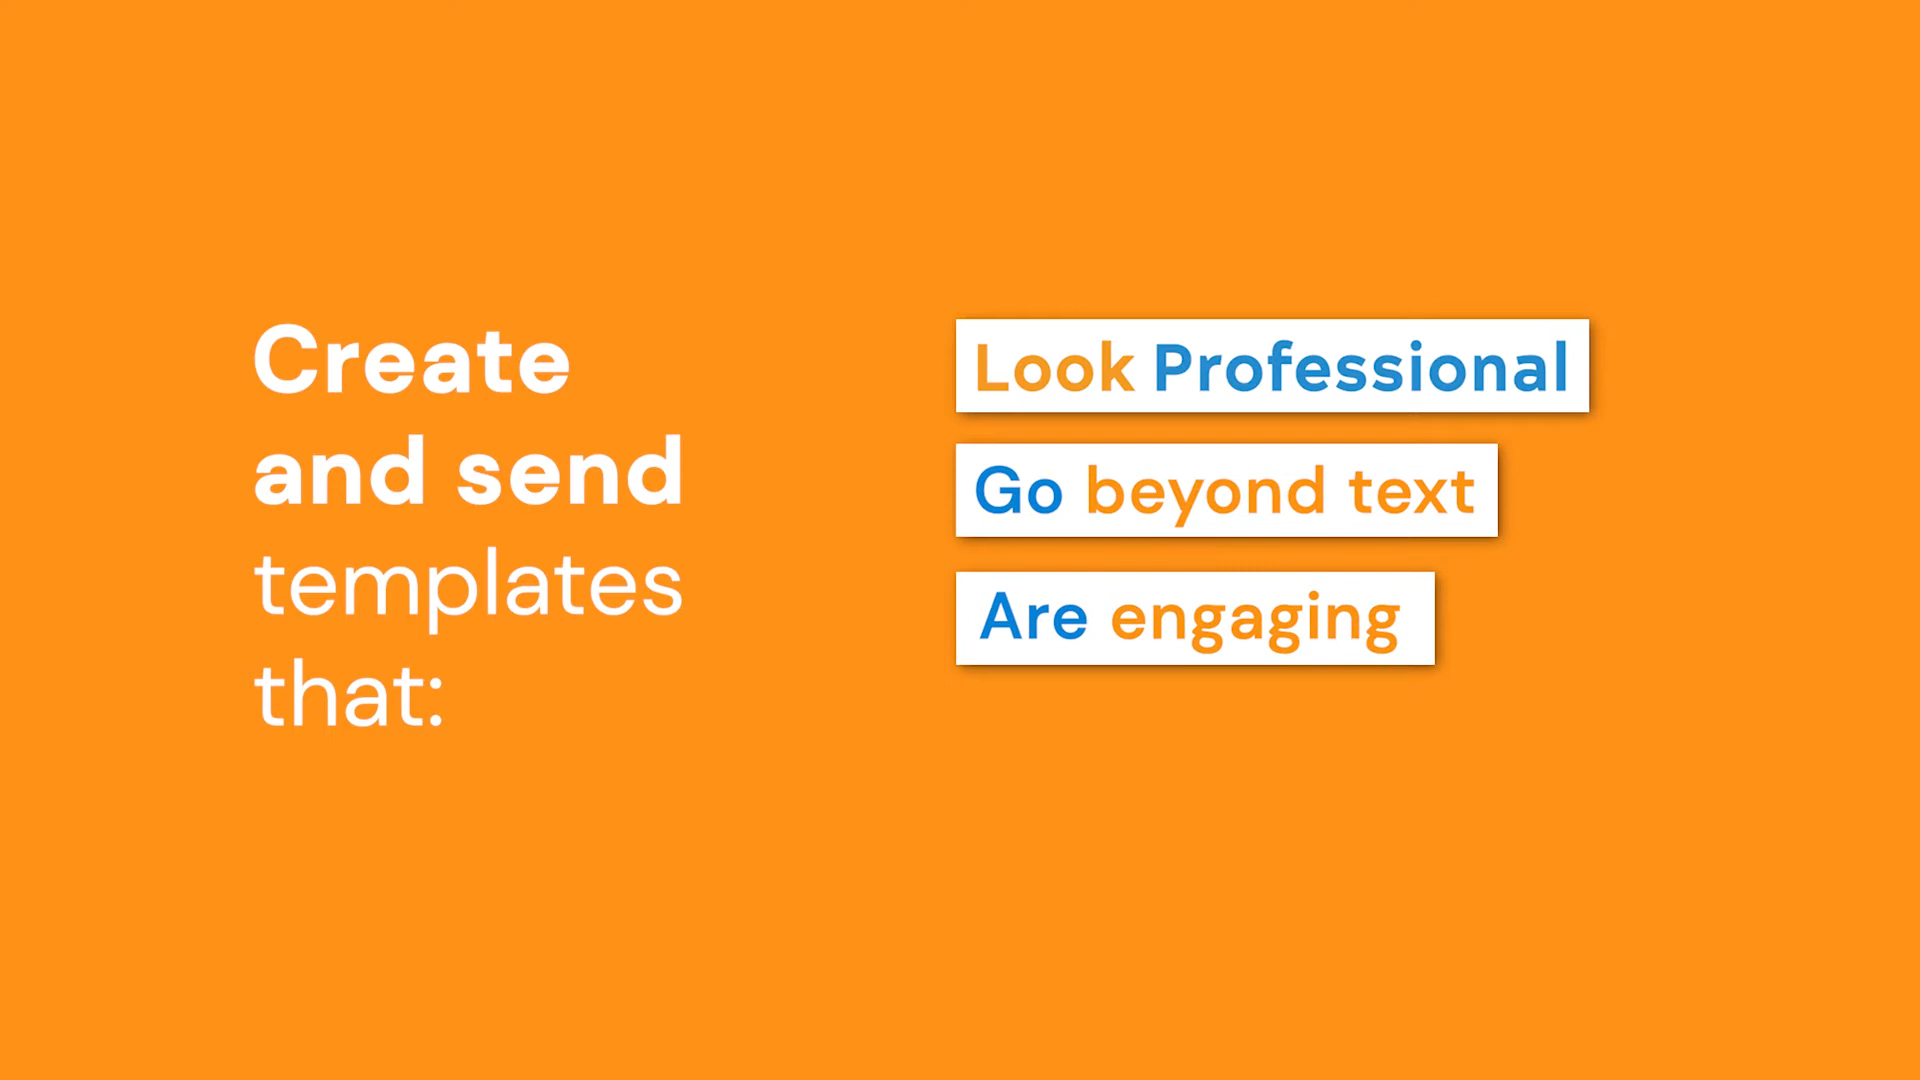 Create
and send
templates
that:
Look Professional
Go beyond text
Are engaging